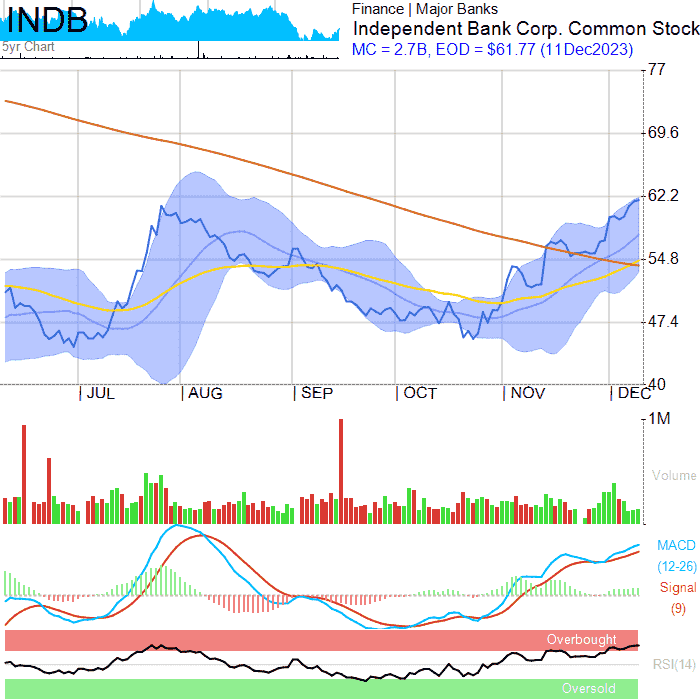 INDB
5yr Chart
Finance | Major Banks
Independent Bank Corp. Common Stock
MC = 2.7B, EOD = $61.77 (11Dec2023)
77
69.6
62.2
54.8
47.4
40
JUL AUG SEP OCT NOV DEC
1M
Volume
MACD
(12-26)
Signal
(9)
Overbought
RSI(14)
Oversold